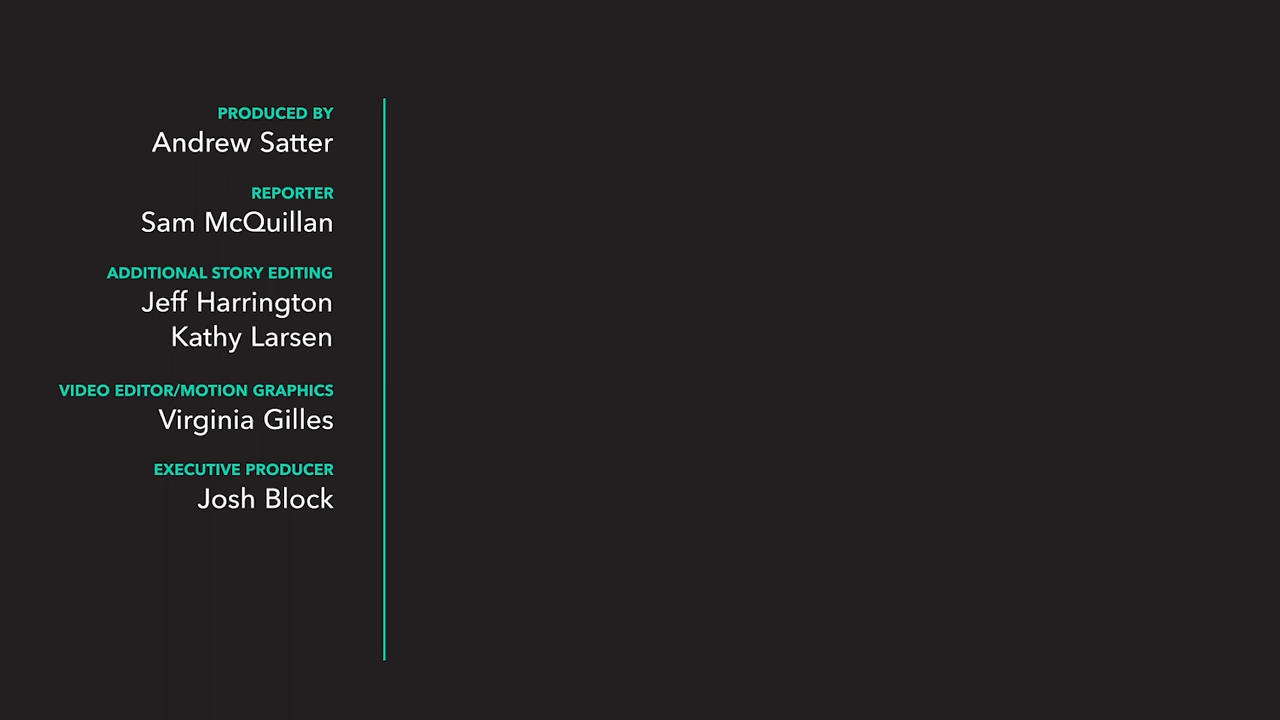 PRODUCED BY
Andrew Satter
REPORTER
Sam McQuillan
ADDITIONAL STORY EDITING
Jeff Harrington
Kathy Larsen
VIDEO EDITOR/MOTION GRAPHICS
Virginia Gilles
EXECUTIVE PRODUCER
Josh Block